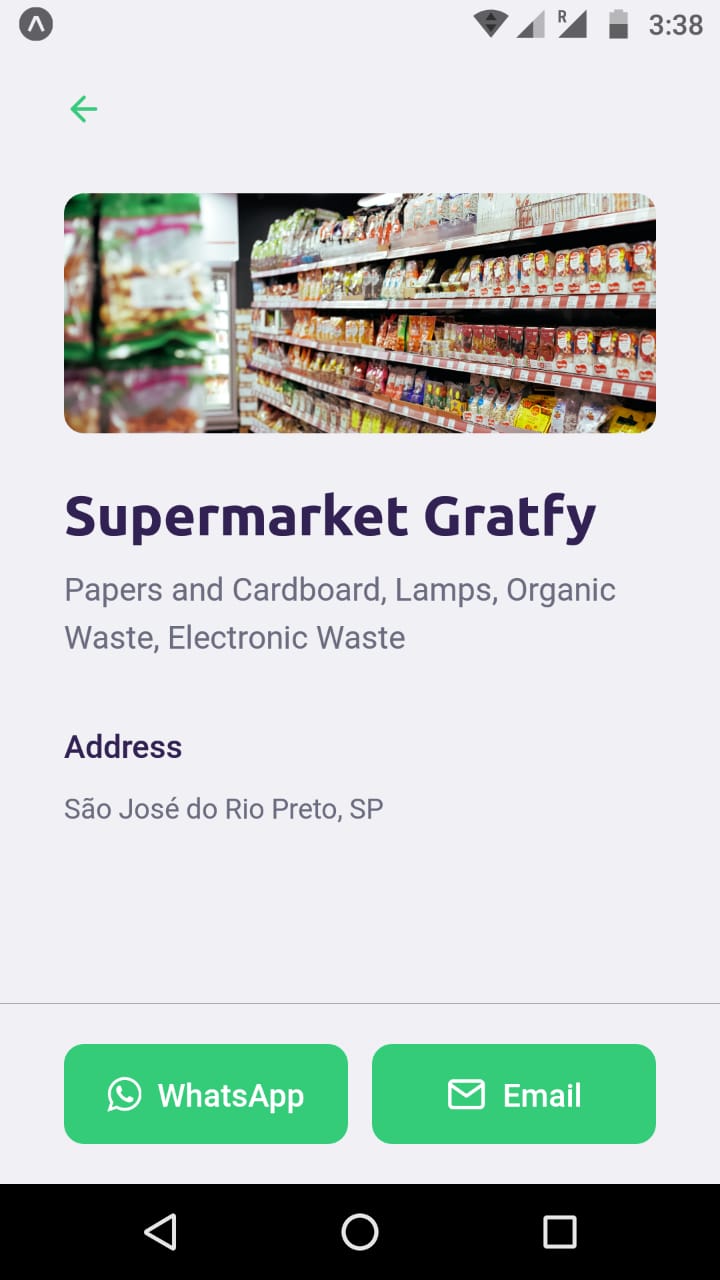 R 3:38
Supermarket Gratfy
Papers and Cardboard, Lamps, Organic
Waste, Electronic Waste
Address
São José do Rio Preto, SP
WhatsApp
Email